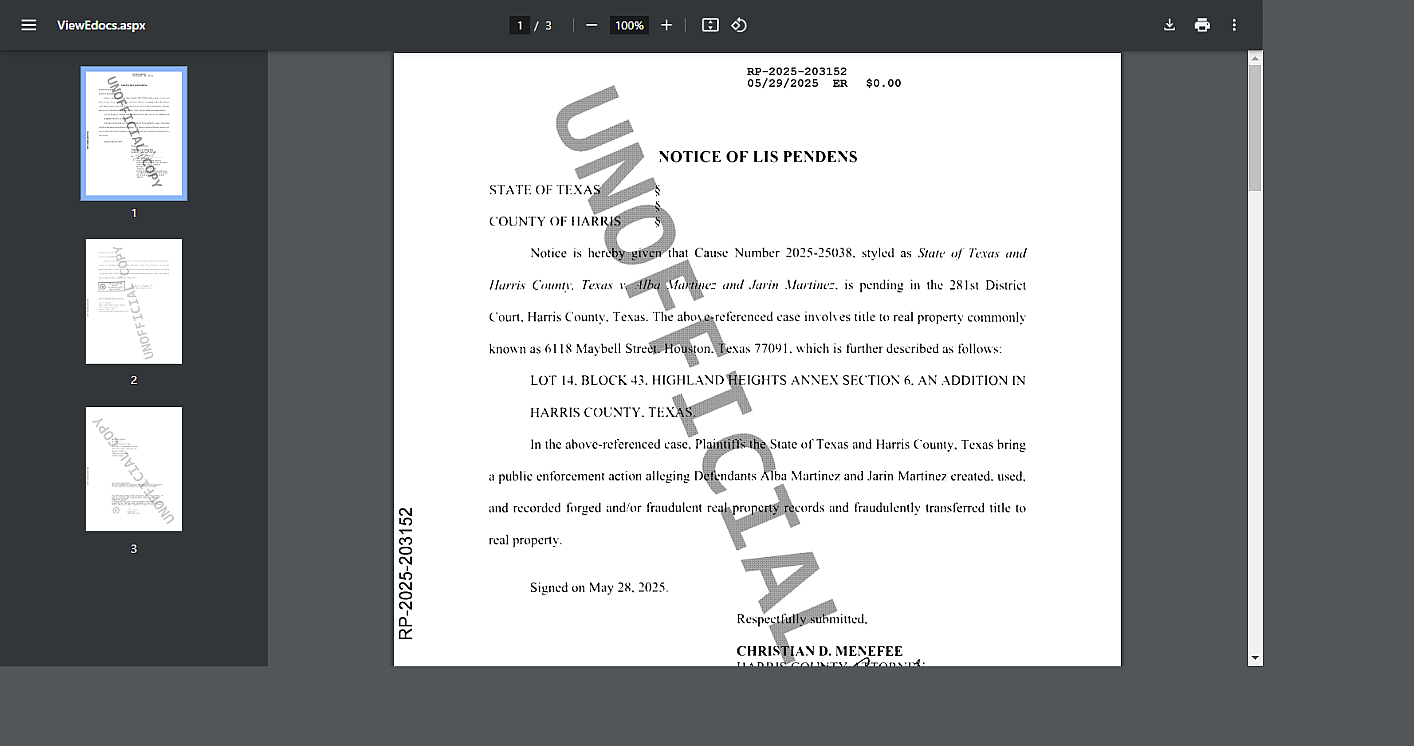 ViewEdocs.aspx
1 / 3
100%
1
2
3
RP-2025-203152
05/29/2025 ER $0.00
NOTICE OF LIS PENDENS
STATE OF TEXAS §
§
COUNTY OF HARRIS §
Notice is hereby given that Cause Number 2025-25038, styled as State of Texas and
Harris County, Texas v. Alba Martinez and Jarin Martinez, is pending in the 281st District
Court, Harris County, Texas. The above-referenced case involves title to real property commonly
known as 6118 Maybell Street, Houston, Texas 77091, which is further described as follows:
LOT 14, BLOCK 43, HIGHLAND HEIGHTS ANNEX SECTION 6, AN ADDITION IN
HARRIS COUNTY, TEXAS.
In the above-referenced case, Plaintiffs the State of Texas and Harris County, Texas bring
a public enforcement action alleging Defendants Alba Martinez and Jarin Martinez created, used,
and recorded forged and/or fraudulent real property records and fraudulently transferred title to
real property.
Signed on May 28, 2025.
Respectfully submitted,
CHRISTIAN D. MENEFEE
HARRIS COUNTY ATTORNEY
RP-2025-203152
UNOFFICIAL
UNOFFICIAL COPY
UNOFFICIAL COPY
UNOFFICIAL COPY